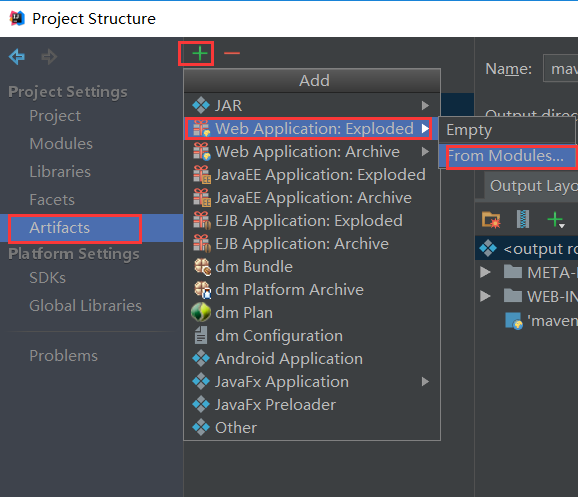 Project Structure
Project Settings
Project
Modules
Libraries
Facets
Artifacts
Platform Settings
SDKs
Global Libraries
Problems
Add
JAR
Web Application: Exploded
Web Application: Archive
JavaEE Application: Exploded
JavaEE Application: Archive
EJB Application: Exploded
EJB Application: Archive
dm Bundle
dm Platform Archive
dm Plan
dm Configuration
Android Application
JavaFx Application
JavaFx Preloader
Other
Empty
From Modules...
Name: mav
Output direc
Output Layo
<output ro
META-I
WEB-IN
'maven